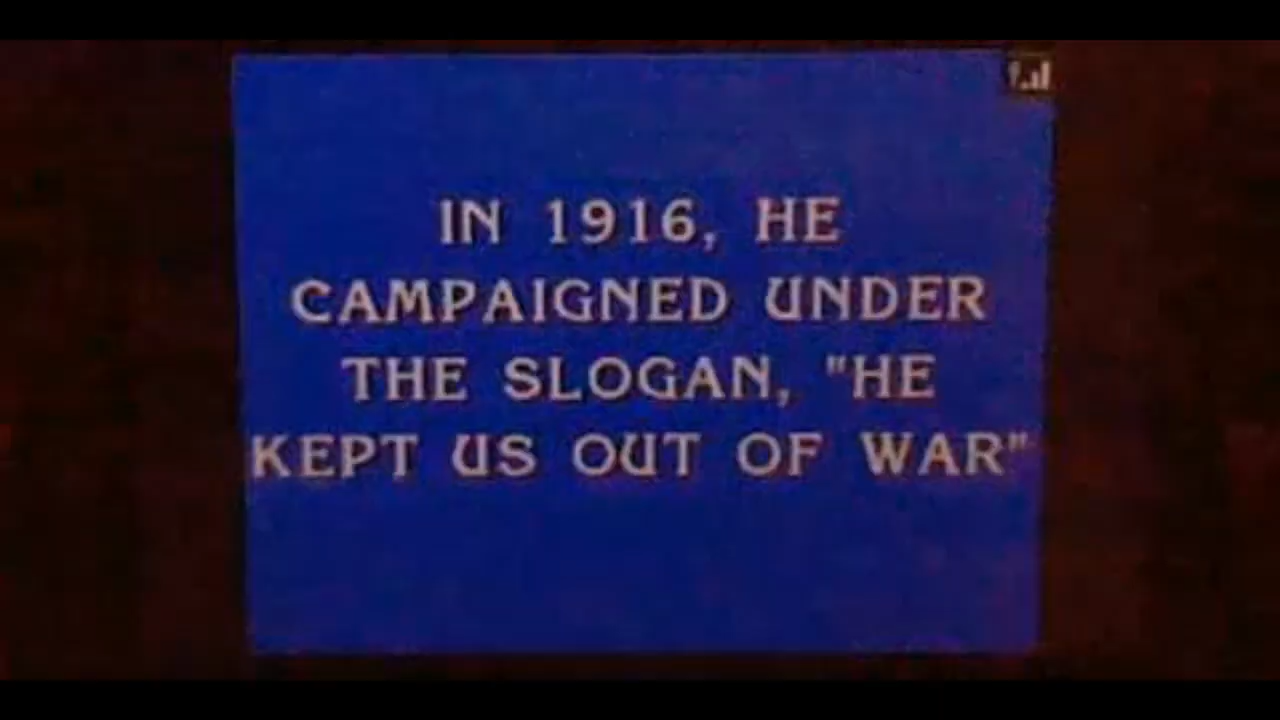 IN 1916, HE
CAMPAIGNED UNDER
THE SLOGAN, "HE
KEPT US OUT OF WAR"